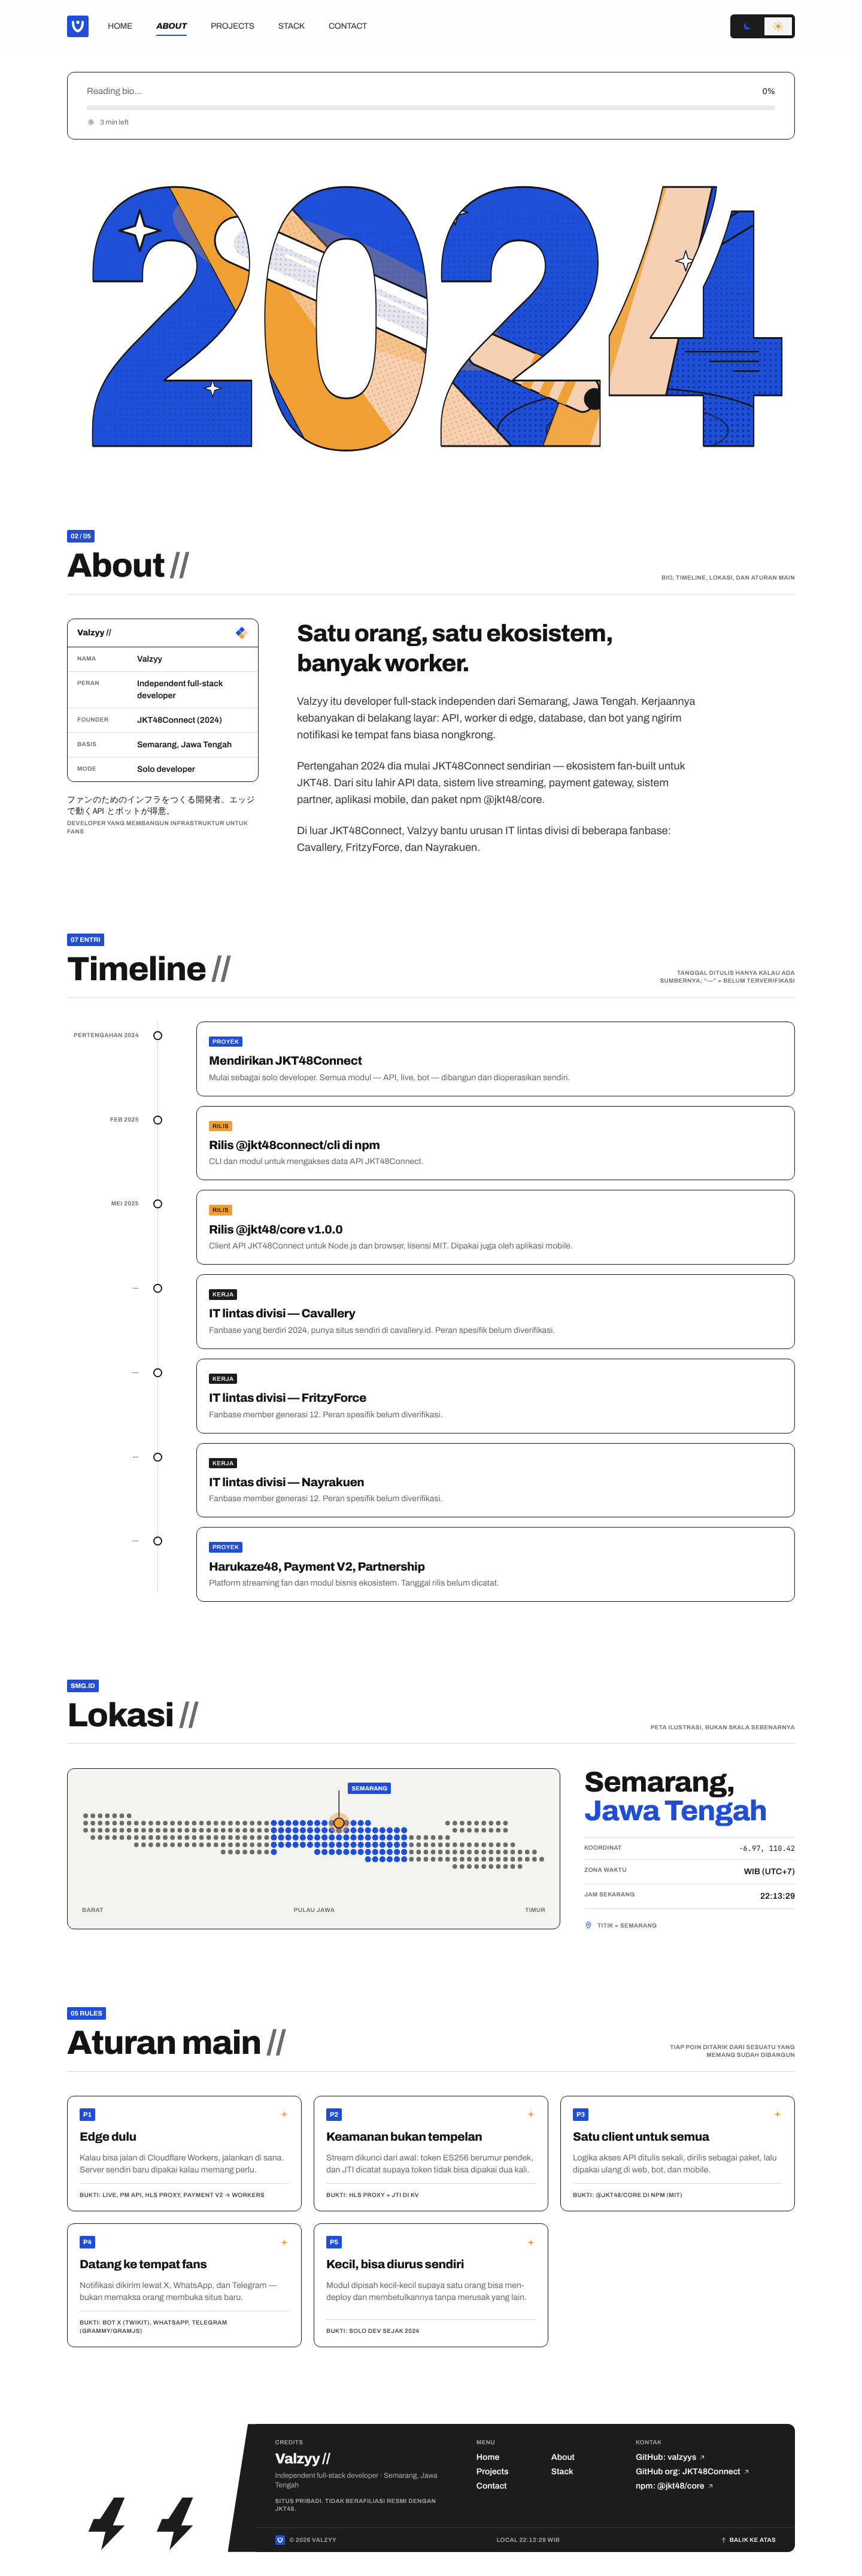 HOME ABOUT PROJECTS STACK CONTACT
Reading bio... 0%
3 min left
2024
02 / 05
About //
BIO, TIMELINE, LOKASI, DAN ATURAN MAIN
Valzyy //
NAMA Valzyy
PERAN Independent full-stack
developer
FOUNDER JKT48Connect (2024)
BASIS Semarang, Jawa Tengah
MODE Solo developer
ファンのためのインフラをつくる開発者。エッジ
で動くAPI とボットが得意。
DEVELOPER YANG MEMBANGUN INFRASTRUKTUR UNTUK
FANS
Satu orang, satu ekosistem,
banyak worker.
Valzyy itu developer full-stack independen dari Semarang, Jawa Tengah. Kerjaannya
kebanyakan di belakang layar: API, worker di edge, database, dan bot yang ngirim
notifikasi ke tempat fans biasa nongkrong.
Pertengahan 2024 dia mulai JKT48Connect sendirian — ekosistem fan-built untuk
JKT48. Dari situ lahir API data, sistem live streaming, payment gateway, sistem
partner, aplikasi mobile, dan paket npm @jkt48/core.
Di luar JKT48Connect, Valzyy bantu urusan IT lintas divisi di beberapa fanbase:
Cavallery, FritzyForce, dan Nayrakuen.
07 ENTRI
Timeline //
TANGGAL DITULIS HANYA KALAU ADA
SUMBERNYA; "—" = BELUM TERVERIFIKASI
PERTENGAHAN 2024
PROYEK
Mendirikan JKT48Connect
Mulai sebagai solo developer. Semua modul — API, live, bot — dibangun dan dioperasikan sendiri.
FEB 2025
RILIS
Rilis @jkt48connect/cli di npm
CLI dan modul untuk mengakses data API JKT48Connect.
MEI 2025
RILIS
Rilis @jkt48/core v1.0.0
Client API JKT48Connect untuk Node.js dan browser, lisensi MIT. Dipakai juga oleh aplikasi mobile.
—
KERJA
IT lintas divisi — Cavallery
Fanbase yang berdiri 2024, punya situs sendiri di cavallery.id. Peran spesifik belum diverifikasi.
—
KERJA
IT lintas divisi — FritzyForce
Fanbase member generasi 12. Peran spesifik belum diverifikasi.
—
KERJA
IT lintas divisi — Nayrakuen
Fanbase member generasi 12. Peran spesifik belum diverifikasi.
—
PROYEK
Harukaze48, Payment V2, Partnership
Platform streaming fan dan modul bisnis ekosistem. Tanggal rilis belum dicatat.
SMG.ID
Lokasi //
PETA ILUSTRASI, BUKAN SKALA SEBENARNYA
SEMARANG
BARAT PULAU JAWA TIMUR
Semarang,
Jawa Tengah
KOORDINAT -6.97, 110.42
ZONA WAKTU WIB (UTC+7)
JAM SEKARANG 22:13:29
TITIK = SEMARANG
05 RULES
Aturan main //
TIAP POIN DITARIK DARI SESUATU YANG
MEMANG SUDAH DIBANGUN
P1
Edge dulu
Kalau bisa jalan di Cloudflare Workers, jalankan di sana.
Server sendiri baru dipakai kalau memang perlu.
BUKTI: LIVE, PM API, HLS PROXY, PAYMENT V2 → WORKERS
P2
Keamanan bukan tempelan
Stream dikunci dari awal: token ES256 berumur pendek,
dan JTI dicatat supaya token tidak bisa dipakai dua kali.
BUKTI: HLS PROXY + JTI DI KV
P3
Satu client untuk semua
Logika akses API ditulis sekali, dirilis sebagai paket, lalu
dipakai ulang di web, bot, dan mobile.
BUKTI: @JKT48/CORE DI NPM (MIT)
P4
Datang ke tempat fans
Notifikasi dikirim lewat X, WhatsApp, dan Telegram —
bukan memaksa orang membuka situs baru.
BUKTI: BOT X (TWIKIT), WHATSAPP, TELEGRAM
(GRAMMY/GRAMJS)
P5
Kecil, bisa diurus sendiri
Modul dipisah kecil-kecil supaya satu orang bisa men-
deploy dan membetulkannya tanpa merusak yang lain.
BUKTI: SOLO DEV SEJAK 2024
CREDITS
Valzyy //
Independent full-stack developer · Semarang, Jawa
Tengah
SITUS PRIBADI. TIDAK BERAFILIASI RESMI DENGAN
JKT48.
MENU
Home About
Projects Stack
Contact
KONTAK
GitHub: valzyys ↗
GitHub org: JKT48Connect ↗
npm: @jkt48/core ↗
© 2026 VALZYY LOCAL 22:13:29 WIB ↑ BALIK KE ATAS